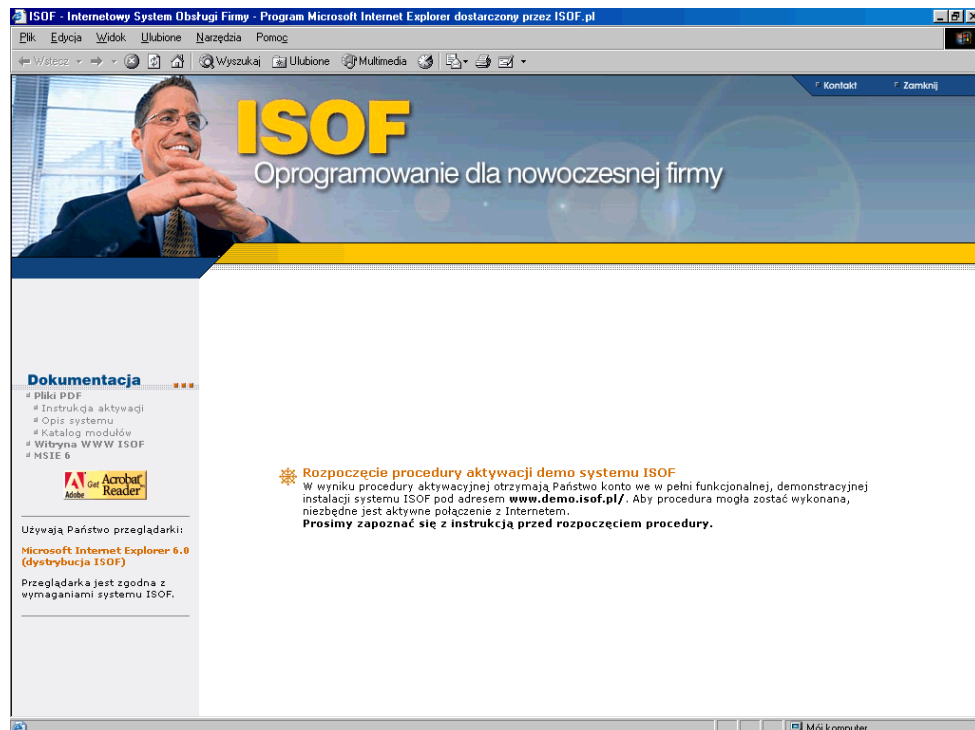 ISOF - Internetowy System Obsługi Firmy - Program Microsoft Internet Explorer dostarczony przez ISOF.pl
Plik Edycja Widok Ulubione Narzędzia Pomoc
Wstecz Wyszukaj Ulubione Multimedia
Kontakt Zamknij
ISOF
Oprogramowanie dla nowoczesnej firmy
Dokumentacja
Pliki PDF
Instrukcja aktywacji
Opis systemu
Katalog modułów
Witryna WWW ISOF
MSIE 6
Adobe Get Acrobat Reader
Używają Państwo przeglądarki:
Microsoft Internet Explorer 6.0
(dystrybucja ISOF)
Przeglądarka jest zgodna z
wymaganiami systemu ISOF.
Rozpoczęcie procedury aktywacji demo systemu ISOF
W wyniku procedury aktywacyjnej otrzymają Państwo konto we w pełni funkcjonalnej, demonstracyjnej
instalacji systemu ISOF pod adresem www.demo.isof.pl/. Aby procedura mogła zostać wykonana,
niezbędne jest aktywne połączenie z Internetem.
Prosimy zapoznać się z instrukcją przed rozpoczęciem procedury.
Mój komputer